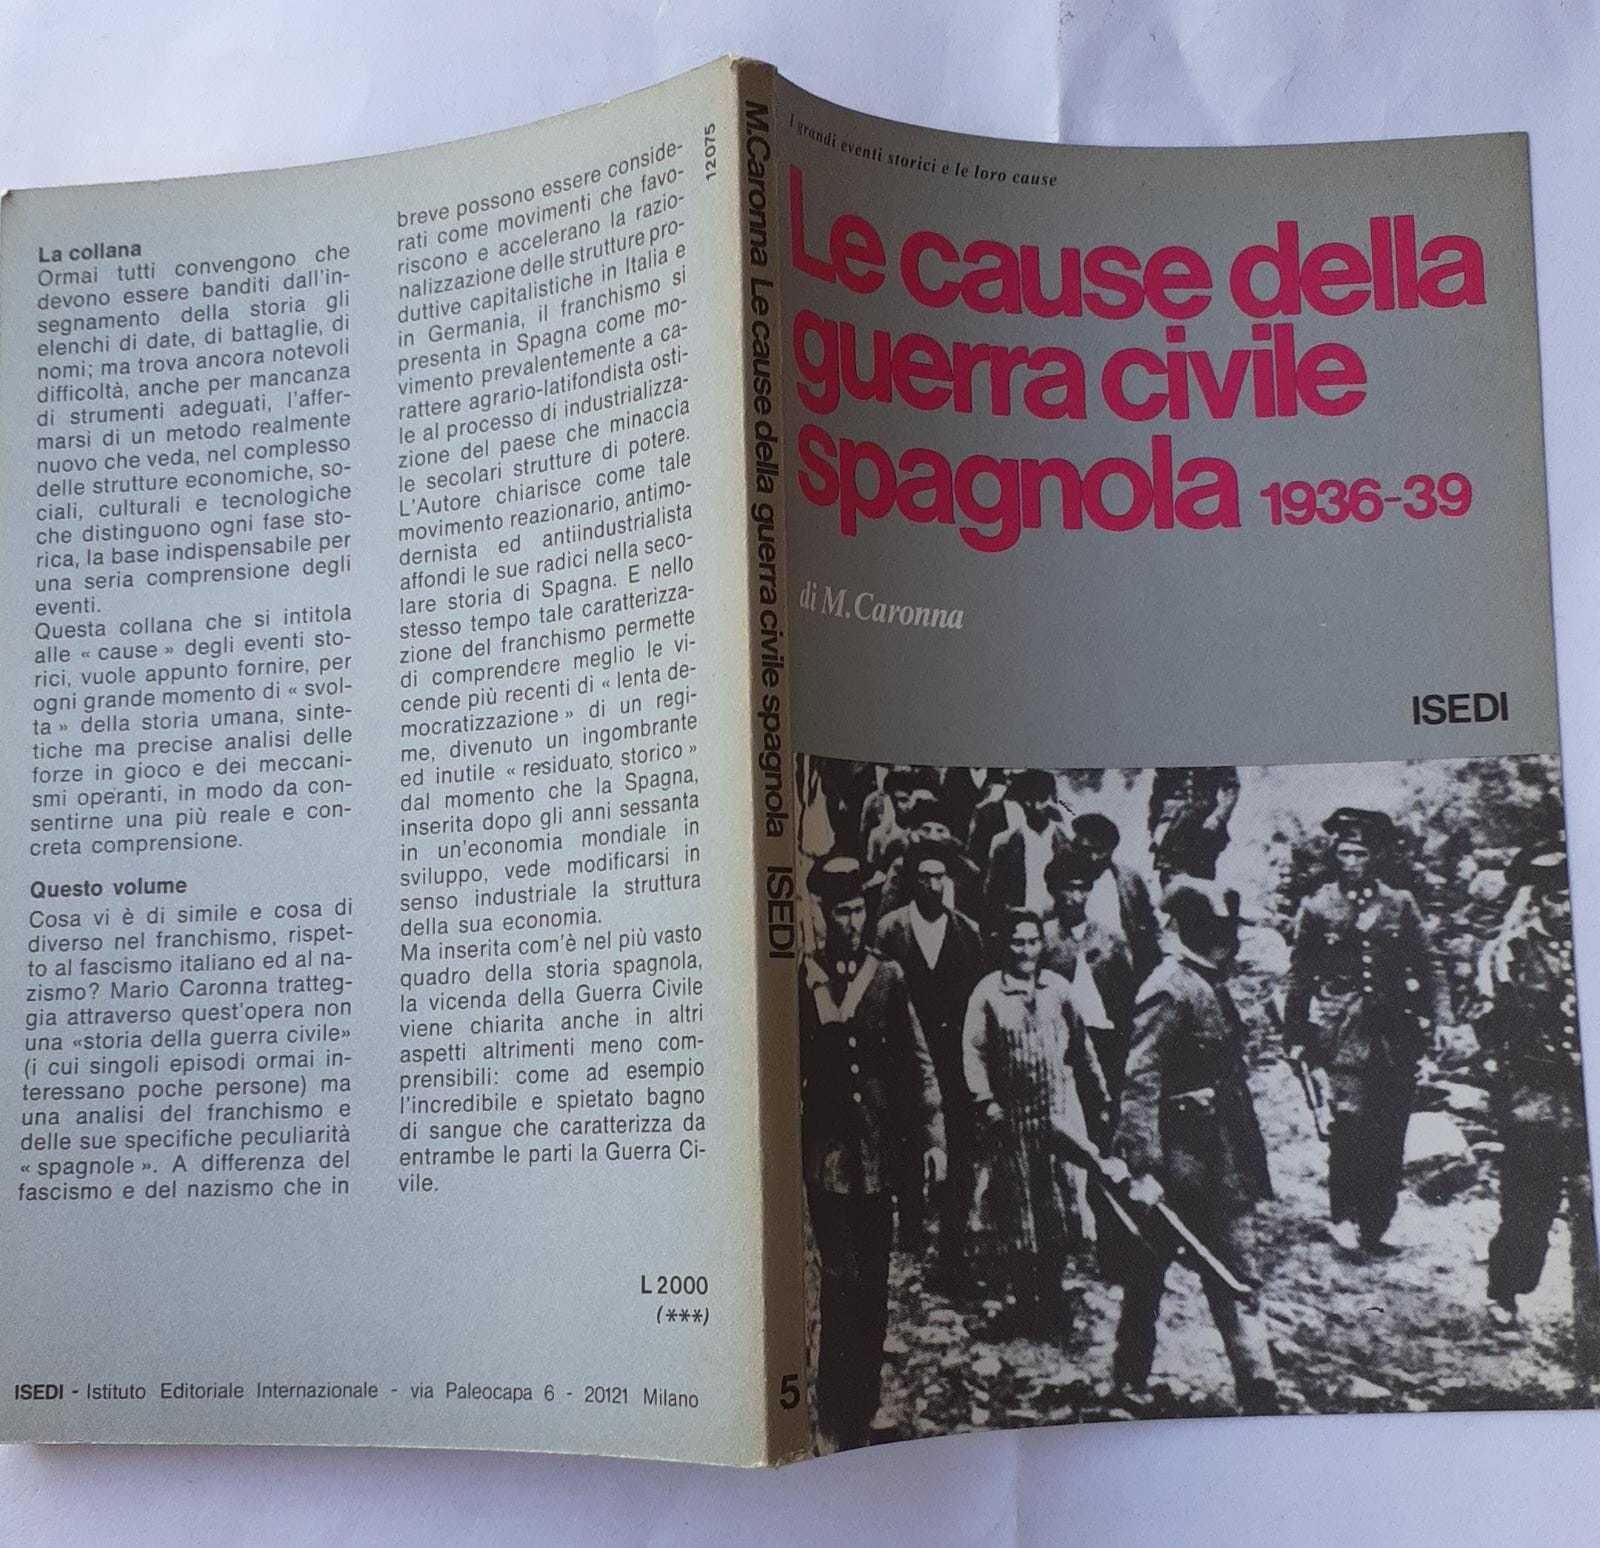 La collana
Ormai tutti convengono che
devono essere banditi dall'in-
segnamento della storia gli
elenchi di date, di battaglie, di
nomi; ma trova ancora notevoli
difficoltà, anche per mancanza
di strumenti adeguati, l'affer-
marsi di un metodo realmente
nuovo che veda, nel complesso
delle strutture economiche, so-
ciali, culturali e tecnologiche
che distinguono ogni fase sto-
rica, la base indispensabile per
una seria comprensione degli
eventi.
Questa collana che si intitola
alle « cause » degli eventi sto-
rici, vuole appunto fornire, per
ogni grande momento di « svol-
ta » della storia umana, sinte-
tiche ma precise analisi delle
forze in gioco e dei meccani-
smi operanti, in modo da con-
sentirne una più reale e con-
creta comprensione.
Questo volume
Cosa vi è di simile e cosa di
diverso nel franchismo, rispet-
to al fascismo italiano ed al na-
zismo? Mario Caronna tratteg-
gia attraverso quest'opera non
una «storia della guerra civile»
(i cui singoli episodi ormai in-
teressano poche persone) ma
una analisi del franchismo e
delle sue specifiche peculiarità
« spagnole ». A differenza del
fascismo e del nazismo che in
breve possono essere conside-
rati come movimenti che favo-
riscono e accelerano la razio-
nalizzazione delle strutture pro-
duttive capitalistiche in Italia e
in Germania, il franchismo si
presenta in Spagna come mo-
vimento prevalentemente a ca-
rattere agrario-latifondista osti-
le al processo di industrializza-
zione del paese che minaccia
le secolari strutture di potere.
L'Autore chiarisce come tale
movimento reazionario, antimo-
dernista ed antiindustrialista
affondi le sue radici nella seco-
lare storia di Spagna. E nello
stesso tempo tale caratterizza-
zione del franchismo permette
di comprendere meglio le vi-
cende più recenti di « lenta de-
mocratizzazione » di un regi-
me, divenuto un ingombrante
ed inutile « residuato storico »
dal momento che la Spagna,
inserita dopo gli anni sessanta
in un'economia mondiale in
sviluppo, vede modificarsi in
senso industriale la struttura
della sua economia.
Ma inserita com'è nel più vasto
quadro della storia spagnola,
la vicenda della Guerra Civile
viene chiarita anche in altri
aspetti altrimenti meno com-
prensibili: come ad esempio
l'incredibile e spietato bagno
di sangue che caratterizza da
entrambe le parti la Guerra Ci-
vile.
12075
L 2000
(***)
ISEDI - Istituto Editoriale Internazionale - via Paleocapa 6 - 20121 Milano
M.Caronna Le cause della guerra civile spagnola ISEDI
5
I grandi eventi storici e le loro cause
Le cause della
guerra civile
spagnola 1936-39
di M.Caronna
ISEDI